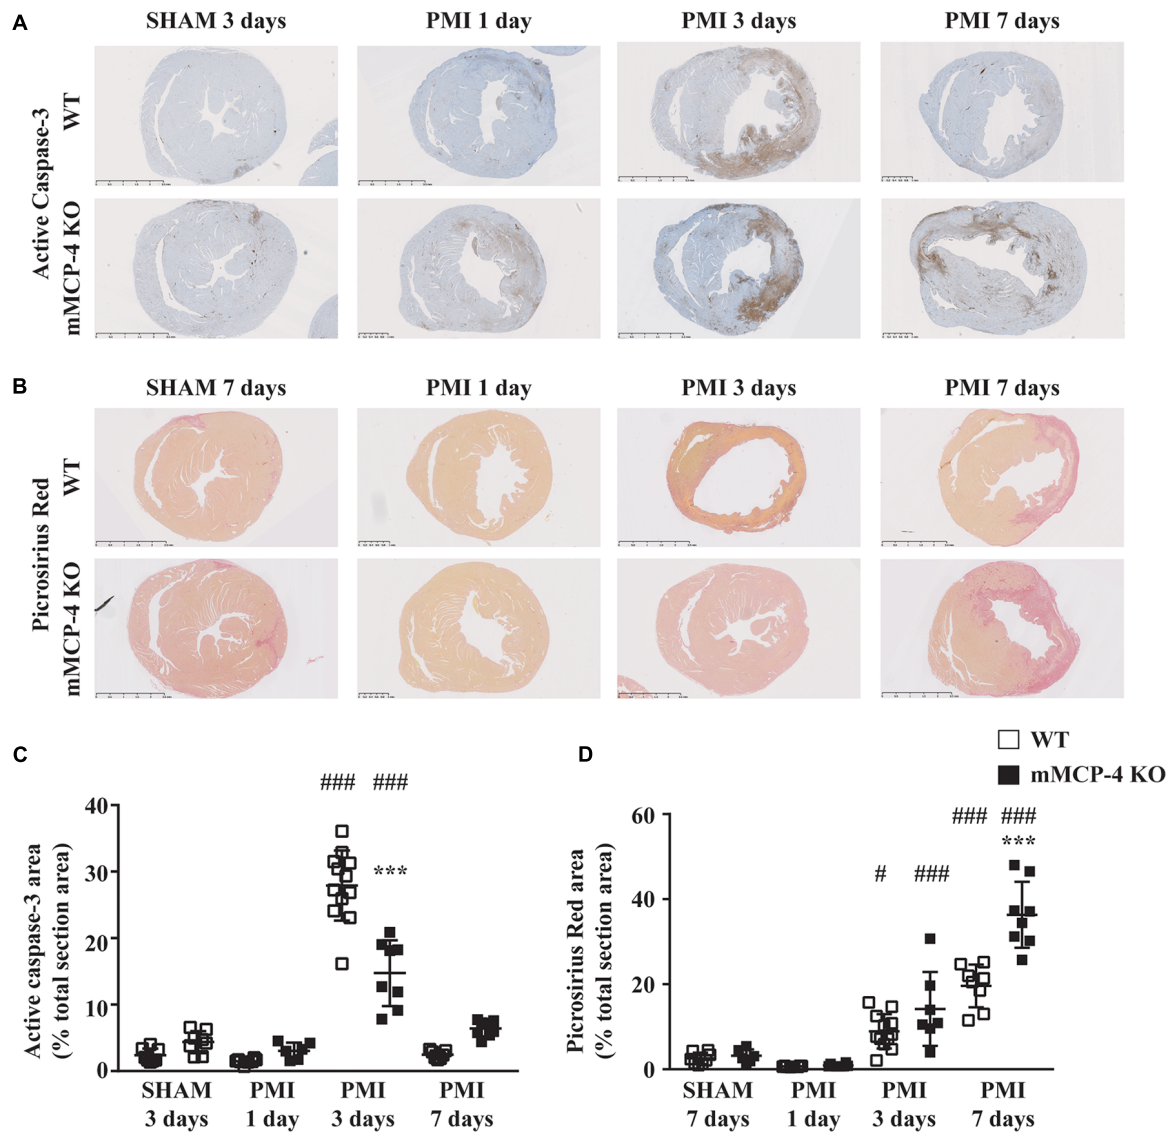 A
SHAM 3 days PMI 1 day PMI 3 days PMI 7 days
Active Caspase-3
WT
mMCP-4 KO
B
SHAM 7 days PMI 1 day PMI 3 days PMI 7 days
Picrosirius Red
WT
mMCP-4 KO
C
Active caspase-3 area
(% total section area)
### ###
***
40
30
20
10
0
SHAM 3 days
PMI 1 day
PMI 3 days
PMI 7 days
D
WT
mMCP-4 KO
Picrosirius Red area
(% total section area)
### ###
***
# ###
60
40
20
0
SHAM 7 days
PMI 1 day
PMI 3 days
PMI 7 days